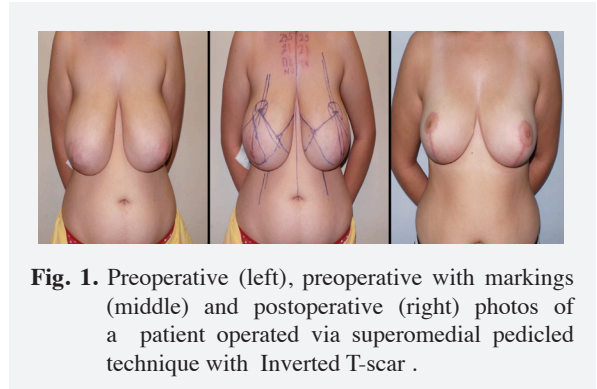 Fig. 1. Preoperative (left), preoperative with markings
(middle) and postoperative (right) photos of
a patient operated via superomedial pedicled
technique with Inverted T-scar .